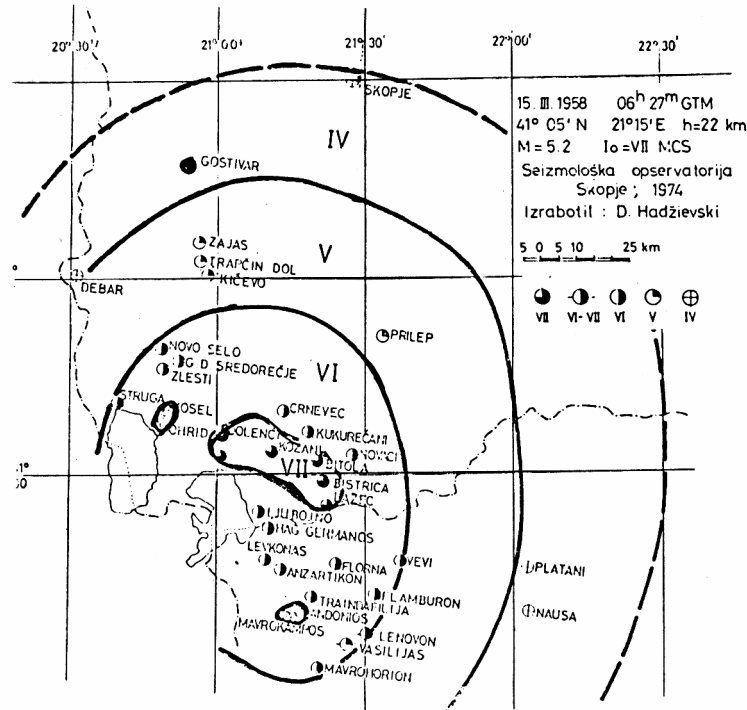 20°30'
21°00'
21°30'
22°00'
22°30'
SKOPJE
15. III. 1958 06h 27m GTM
41° 05' N 21°15' E h=22 km
M = 5.2 Io = VII MCS
Seizmološka opservatorija
Skopje ; 1974
Izrabotil : D. Hadžievski
5 0 5 10 25 km
VII VI-VII VI V IV
IV
GOSTIVAR
V
ZAJAS
TRAPČIN DOL
KIČEVO
DEBAR
PRILEP
NOVO SELO
G D SREDOREČJE
ZLESTI
VI
STRUGA
KOSEL
OHRID
CRNEVEC
KUKUREČANI
KOZANI
NOVICI
VII
BITOLA
BISTRICA
LAZEC
LJUBOJNO
HAG GERMANOS
LEVKONAS
FLORNA
VEVI
ANZARTIKON
PLATANI
FLAMBURON
TRAINDAFILIJA
ANDONIOS
MAVROKAMPOS
NAUSA
LENOVON
VASILIJAS
MAVROHORION